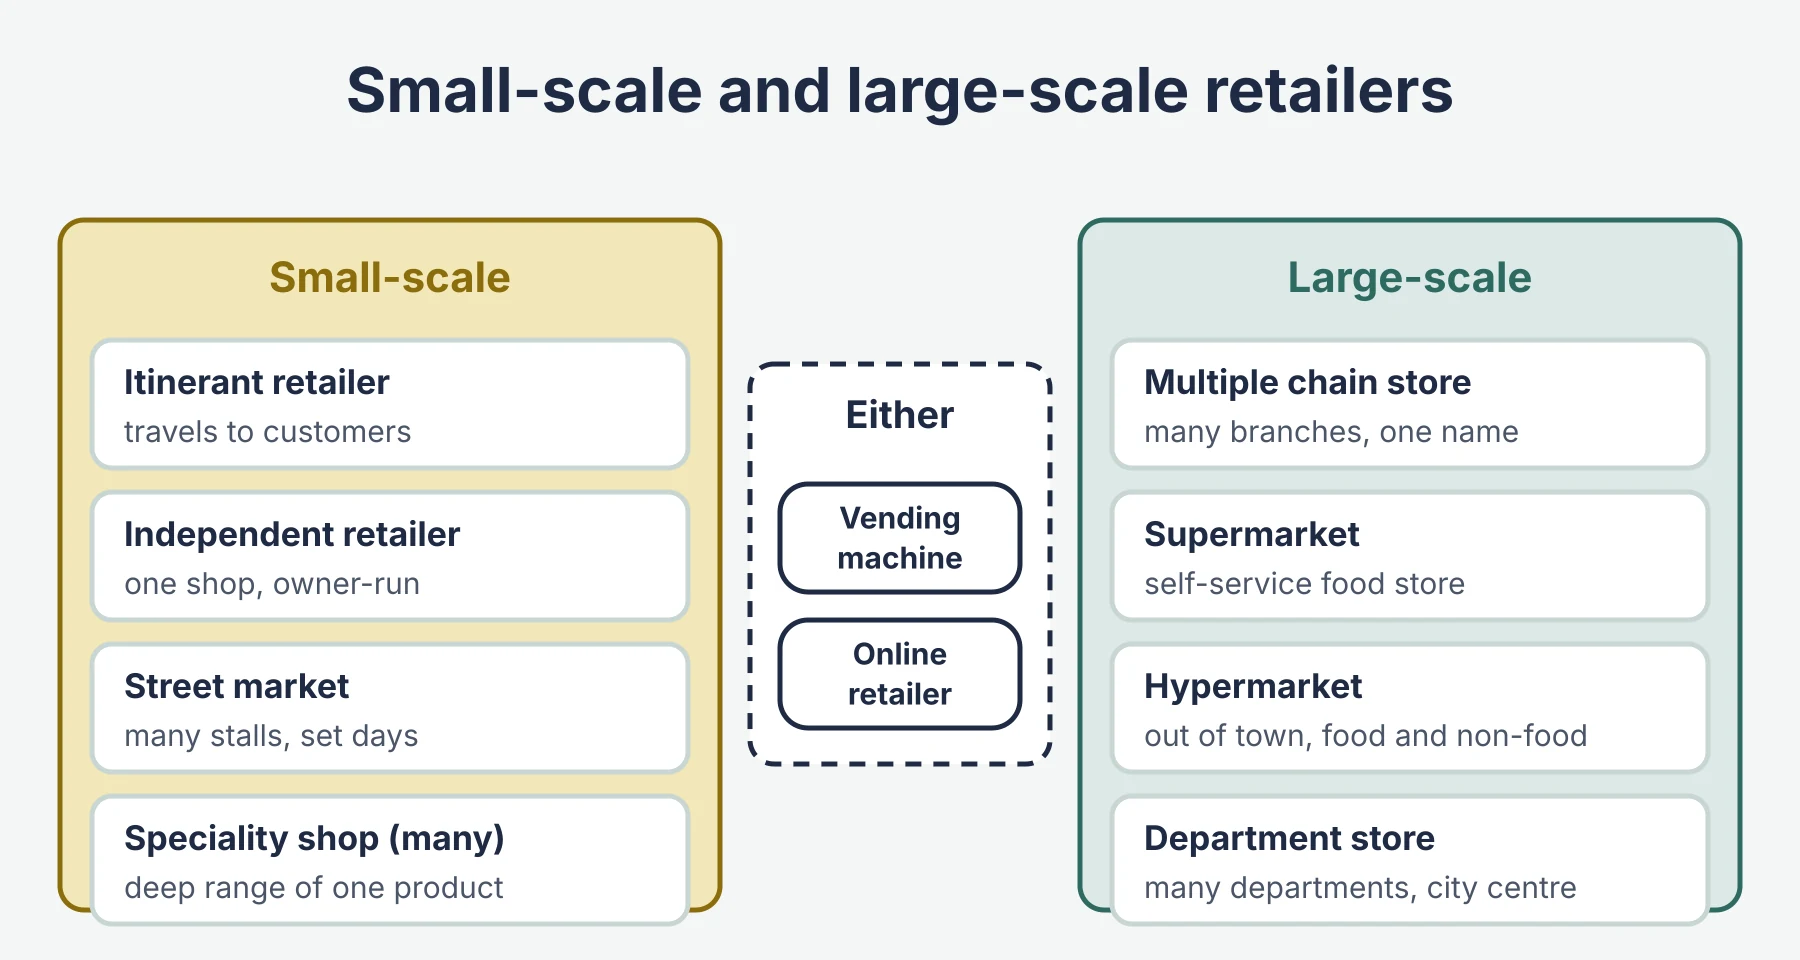 Small-scale and large-scale retailers
Small-scale
Itinerant retailer
travels to customers
Independent retailer
one shop, owner-run
Street market
many stalls, set days
Speciality shop (many)
deep range of one product
Either
Vending
machine
Online
retailer
Large-scale
Multiple chain store
many branches, one name
Supermarket
self-service food store
Hypermarket
out of town, food and non-food
Department store
many departments, city centre